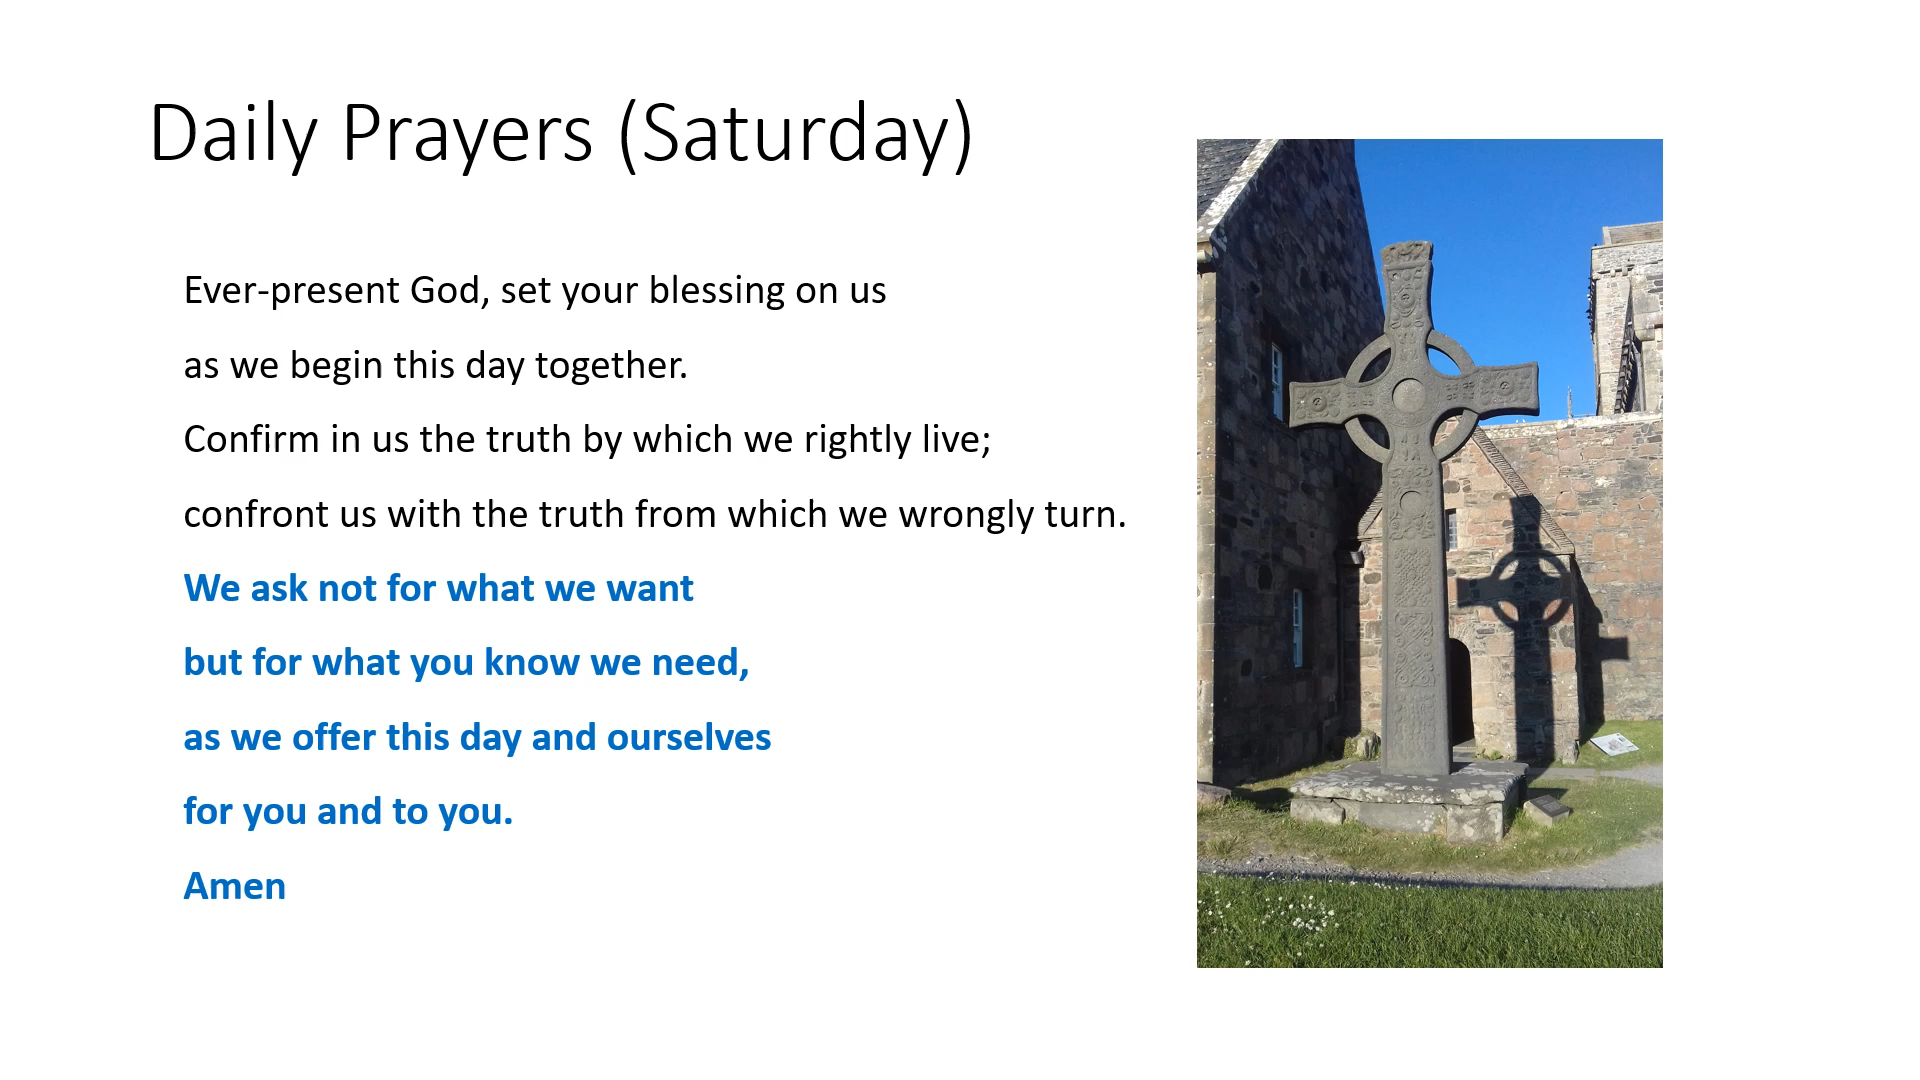 Daily Prayers (Saturday)
Ever-present God, set your blessing on us
as we begin this day together.
Confirm in us the truth by which we rightly live;
confront us with the truth from which we wrongly turn.
We ask not for what we want
but for what you know we need,
as we offer this day and ourselves
for you and to you.
Amen